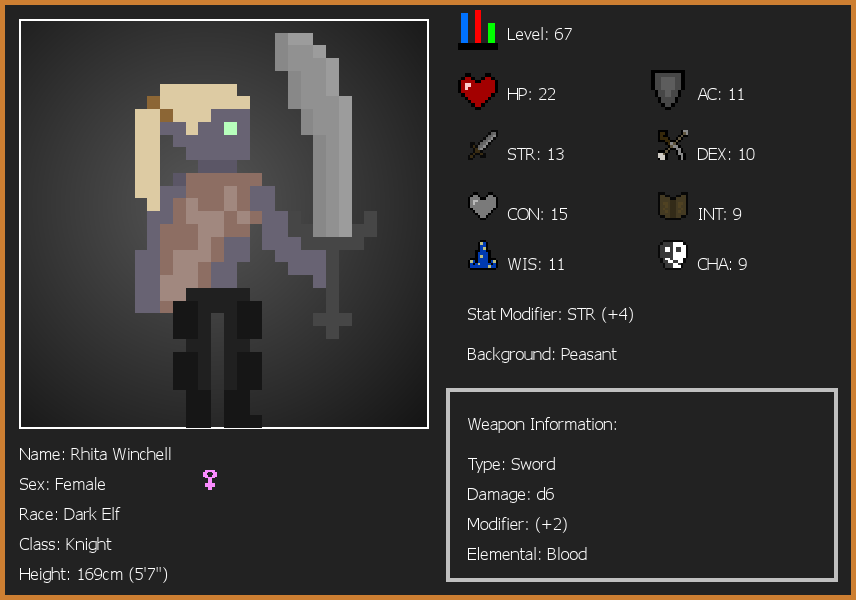 Level: 67
HP: 22
AC: 11
STR: 13
DEX: 10
CON: 15
INT: 9
WIS: 11
CHA: 9
Stat Modifier: STR (+4)
Background: Peasant
Weapon Information:
Type: Sword
Damage: d6
Modifier: (+2)
Elemental: Blood
Name: Rhita Winchell
Sex: Female
Race: Dark Elf
Class: Knight
Height: 169cm (5'7")